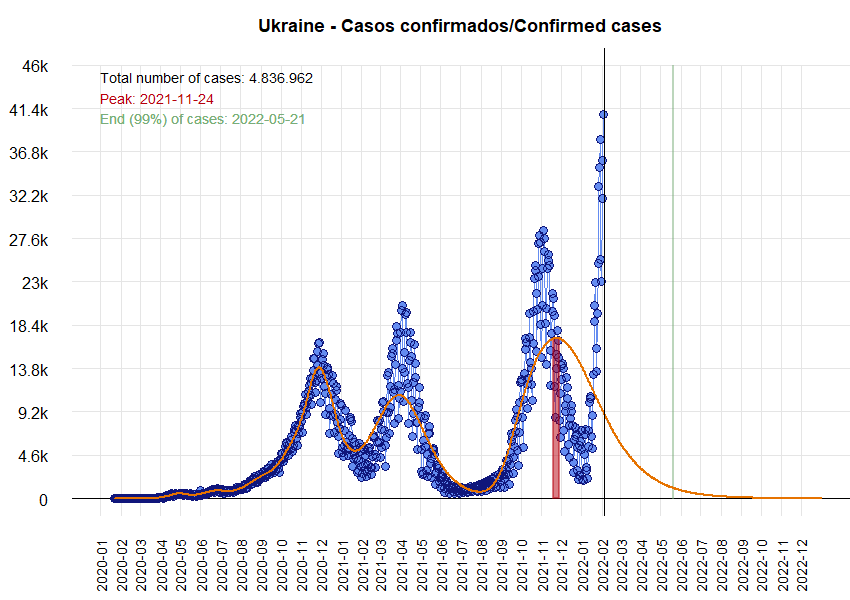 Ukraine - Casos confirmados/Confirmed cases
46k
Total number of cases: 4.836.962
Peak: 2021-11-24
41.4k
End (99%) of cases: 2022-05-21
36.8k
32.2k
27.6k
23k
18.4k
13.8k
9.2k
4.6k
0
2020-01
2020-02
2020-03
2020-04
2020-05
2020-06
2020-07
2020-08
2020-09
2020-10
2020-11
2020-12
2021-01
2021-02
2021-03
2021-04
2021-05
2021-06
2021-07
2021-08
2021-09
2021-10
2021-11
2021-12
2022-01
2022-02
2022-03
2022-04
2022-05
2022-06
2022-07
2022-08
2022-09
2022-10
2022-11
2022-12